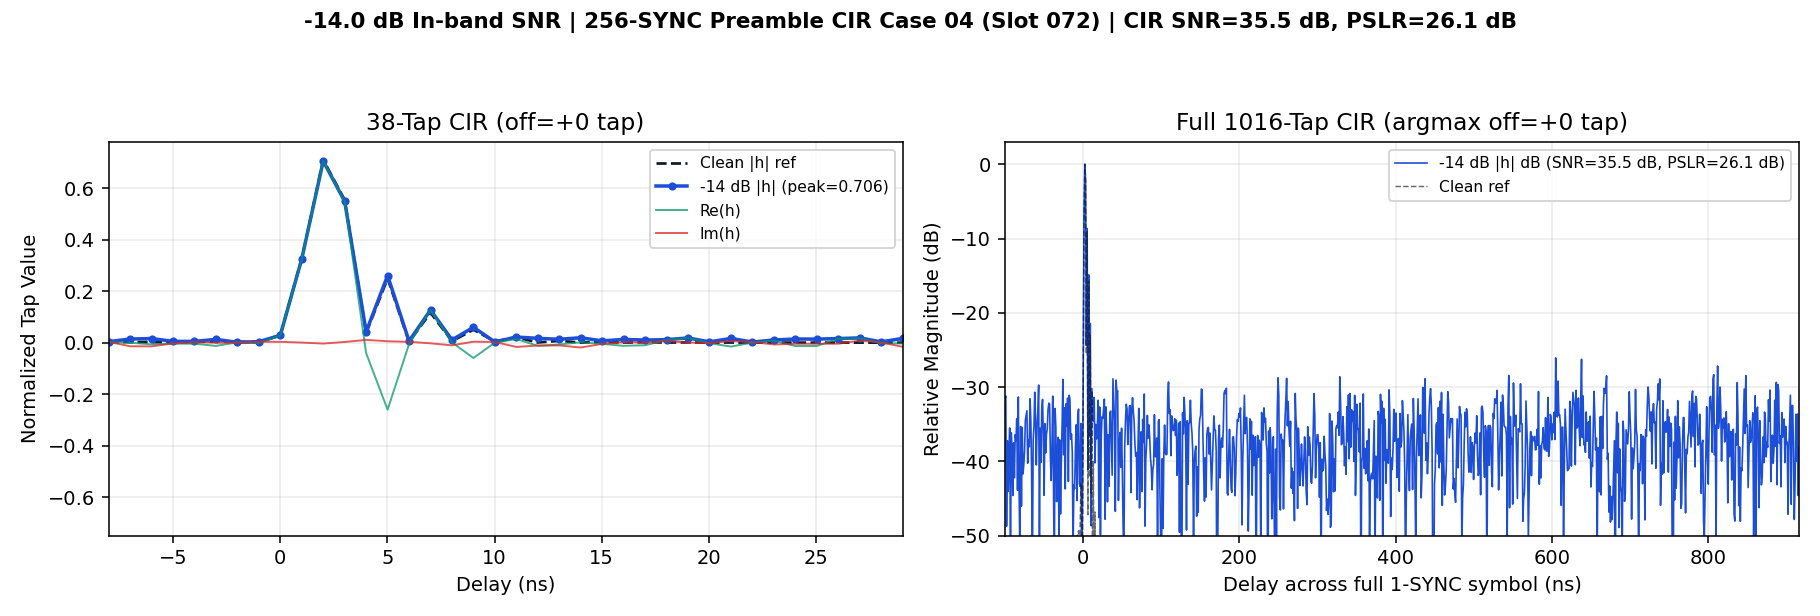 -14.0 dB In-band SNR | 256-SYNC Preamble CIR Case 04 (Slot 072) | CIR SNR=35.5 dB, PSLR=26.1 dB
38-Tap CIR (off=+0 tap)
Clean |h| ref
-14 dB |h| (peak=0.706)
Re(h)
Im(h)
Normalized Tap Value
0.6
0.4
0.2
0.0
−0.2
−0.4
−0.6
−5
0
5
10
15
20
25
Delay (ns)
Full 1016-Tap CIR (argmax off=+0 tap)
-14 dB |h| dB (SNR=35.5 dB, PSLR=26.1 dB)
Clean ref
Relative Magnitude (dB)
0
−10
−20
−30
−40
−50
0
200
400
600
800
Delay across full 1-SYNC symbol (ns)